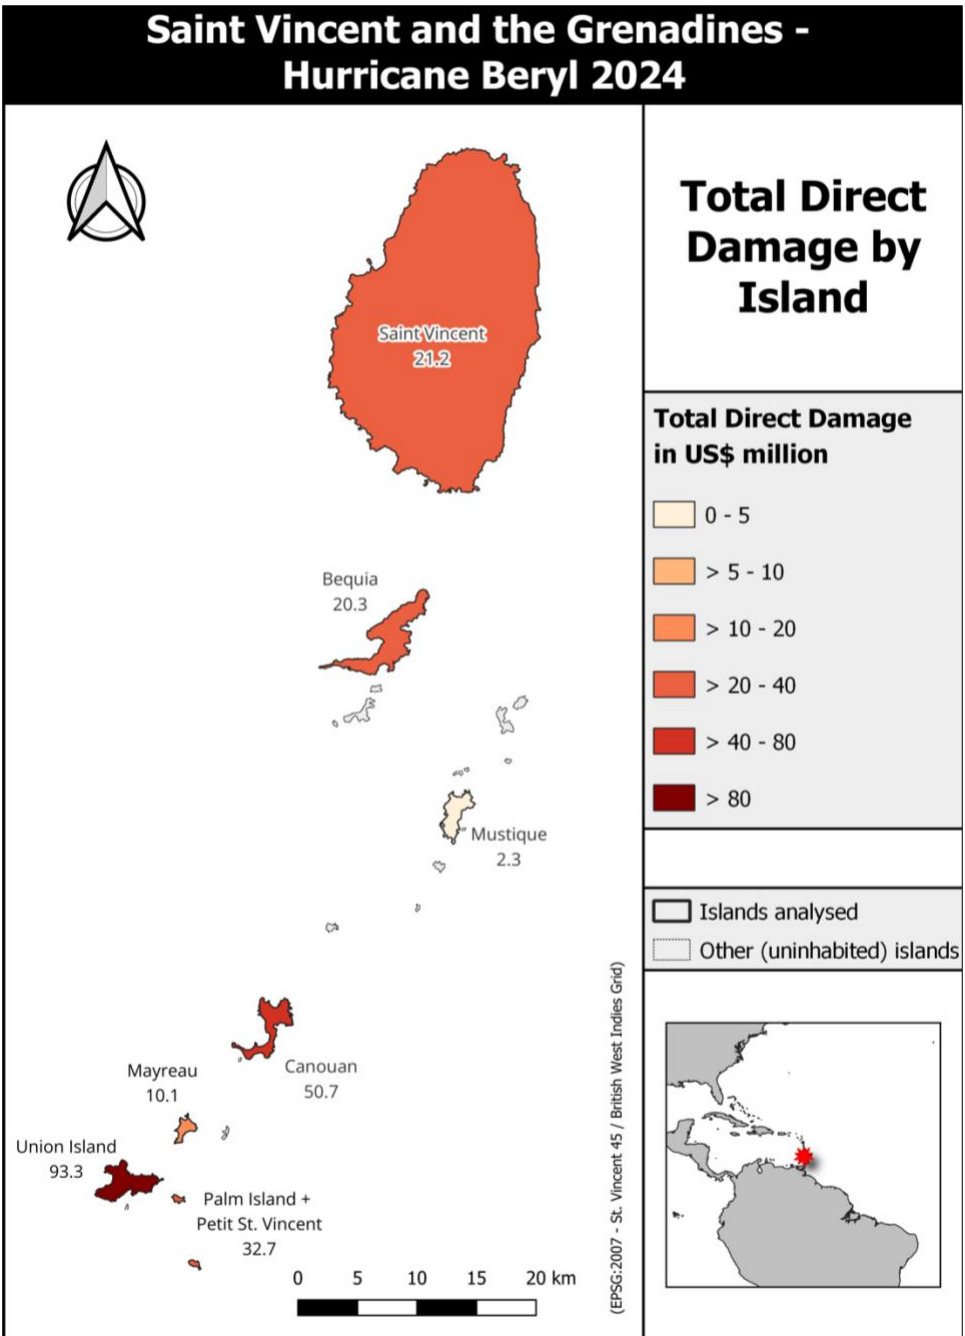 Saint Vincent and the Grenadines -
Hurricane Beryl 2024
Total Direct
Damage by
Island
Saint Vincent
21.2
Total Direct Damage
in US$ million
0 - 5
> 5 - 10
> 10 - 20
> 20 - 40
> 40 - 80
> 80
Bequia
20.3
Mustique
2.3
Islands analysed
Other (uninhabited) islands
Canouan
50.7
Mayreau
10.1
Union Island
93.3
Palm Island +
Petit St. Vincent
32.7
0 5 10 15 20 km
(EPSG:2007 - St. Vincent 45 / British West Indies Grid)